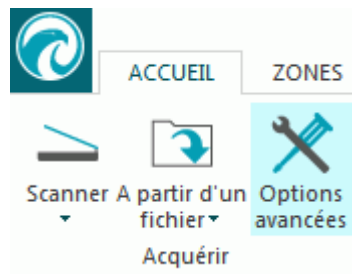 ACCUEIL ZONES
Scanner A partir d'un Options
fichier avancées
Acquérir